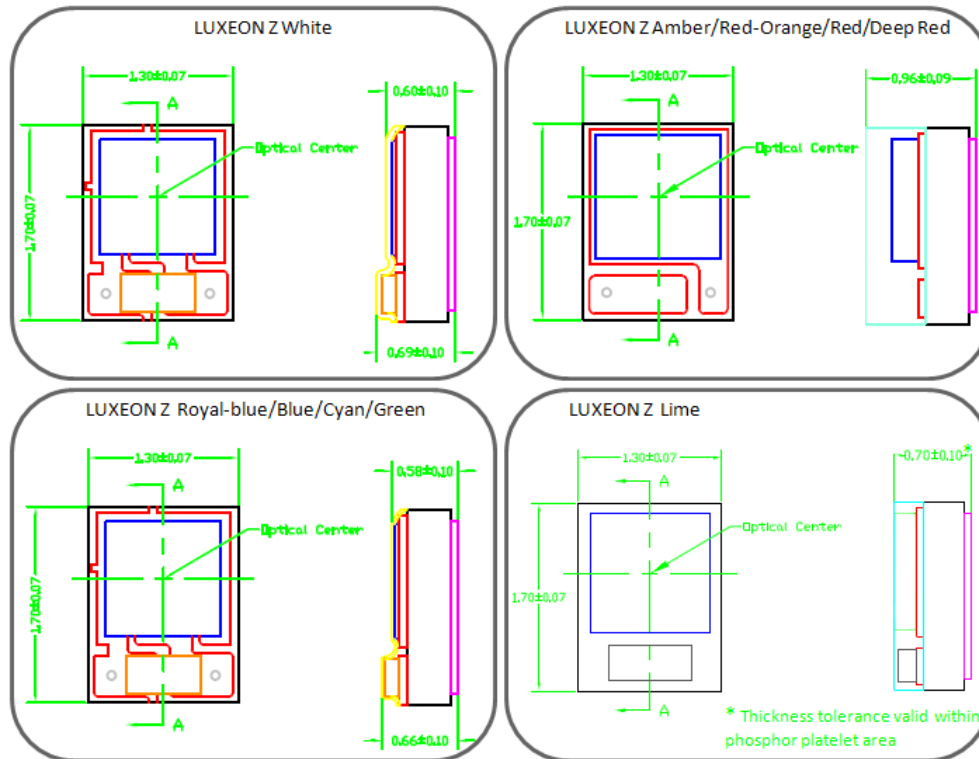 LUXEON Z White
1.30±0.07
A
0.60±0.10
Optical Center
1.70±0.07
A
0.69±0.10
LUXEON Z Amber/Red-Orange/Red/Deep Red
1.30±0.07
0.96±0.09
A
Optical Center
1.70±0.07
A
LUXEON Z Royal-blue/Blue/Cyan/Green
1.30±0.07
A
0.58±0.10
Optical Center
1.70±0.07
A
0.66±0.10
LUXEON Z Lime
1.30±0.07
0.70±0.10*
A
Optical Center
1.70±0.07
A
* Thickness tolerance valid within
phosphor platelet area